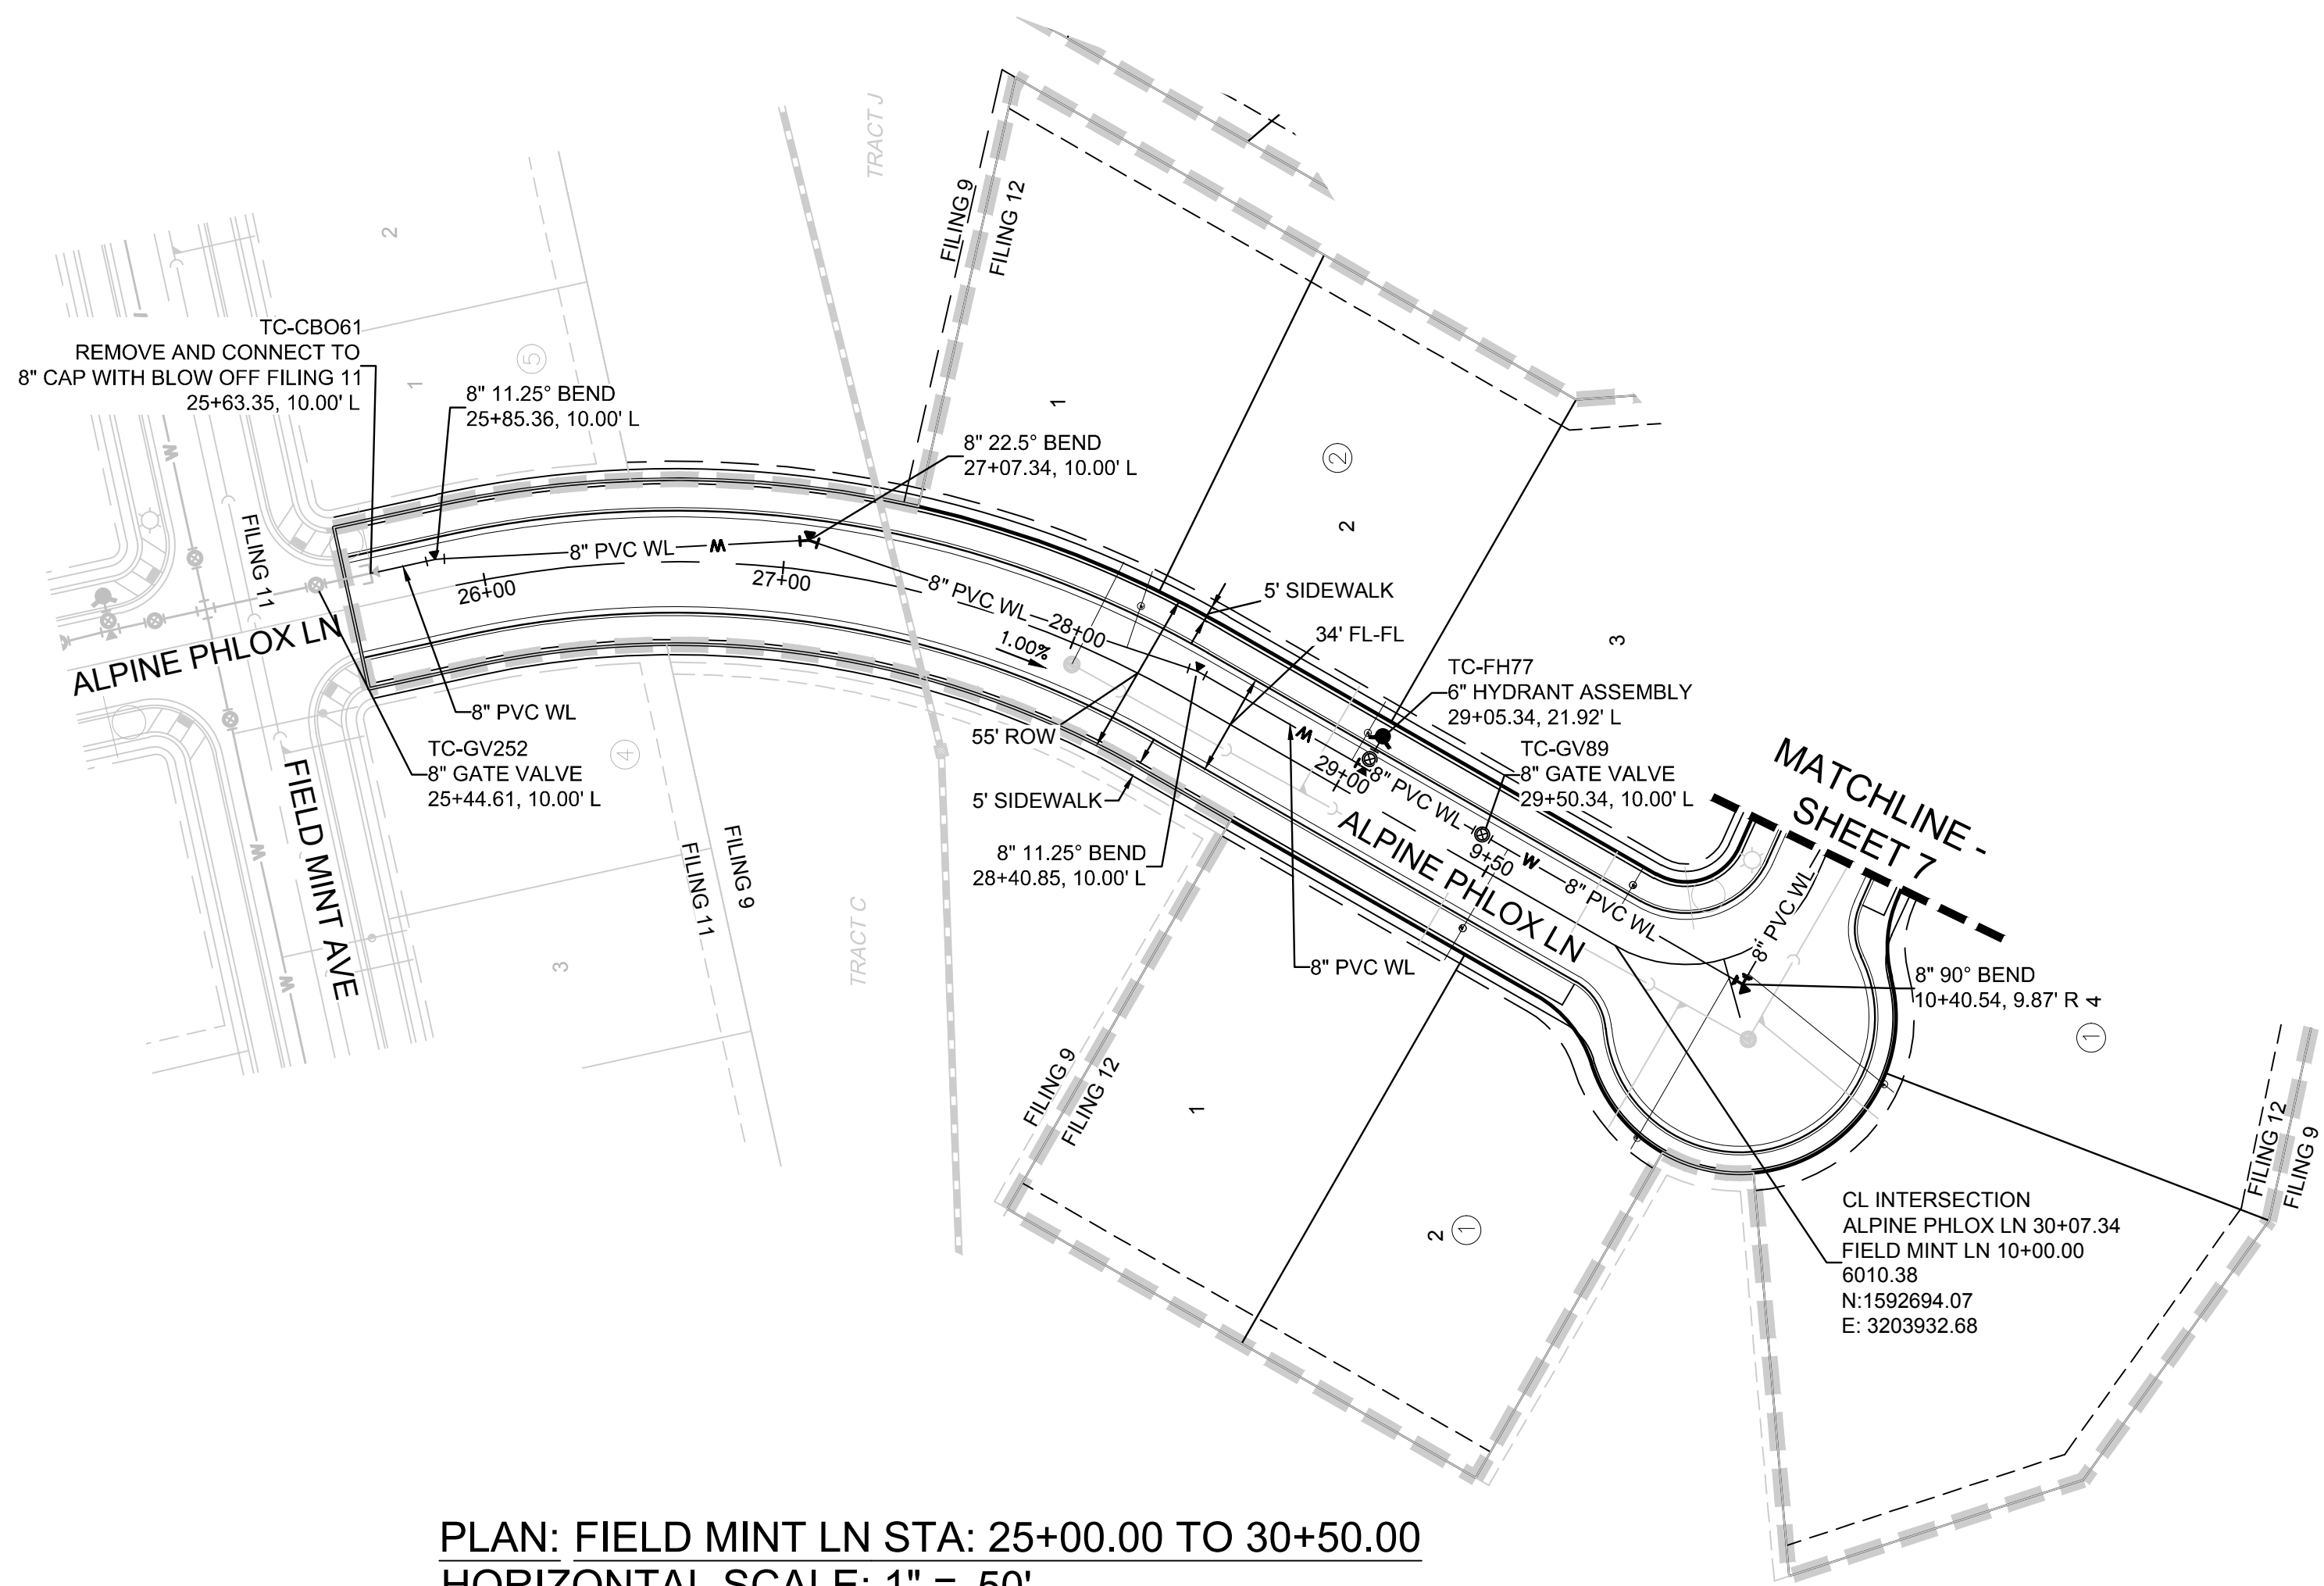 TRACT J
FILING 9
FILING 12
2
TC-CBO61
REMOVE AND CONNECT TO
8" CAP WITH BLOW OFF FILING 11
25+63.35, 10.00' L
5
1
8" 11.25° BEND
25+85.36, 10.00' L
8" 22.5° BEND
27+07.34, 10.00' L
1
2
2
3
W
FILING 11
8" PVC WL
W
26+00
27+00
8" PVC WL
28+00
1.00%
5' SIDEWALK
34' FL-FL
TC-FH77
6" HYDRANT ASSEMBLY
29+05.34, 21.92' L
TC-GV89
8" GATE VALVE
29+50.34, 10.00' L
MATCHLINE -
SHEET 7
ALPINE PHLOX LN
8" PVC WL
TC-GV252
8" GATE VALVE
25+44.61, 10.00' L
4
55' ROW
W
29+00
8" PVC WL
5' SIDEWALK
8" 11.25° BEND
28+40.85, 10.00' L
ALPINE PHLOX LN
9+50
W
8" PVC WL
8" PVC WL
FIELD MINT AVE
W
W
FILING 11
FILING 9
3
TRACT C
8" PVC WL
8" 90° BEND
10+40.54, 9.87' R
4
1
FILING 9
FILING 12
1
2
1
FILING 12
FILING 9
CL INTERSECTION
ALPINE PHLOX LN 30+07.34
FIELD MINT LN 10+00.00
6010.38
N:1592694.07
E: 3203932.68
PLAN: FIELD MINT LN STA: 25+00.00 TO 30+50.00
HORIZONTAL SCALE: 1" = 50'